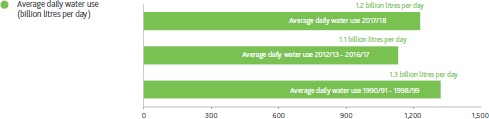 Average daily water use
(billion litres per day)
1.2 billion litres per day
Average daily water use 2017/18
1.1 billion litres per day
Average daily water use 2012/13 - 2016/17
1.3 billion litres per day
Average daily water use 1990/91 - 1998/99
0 300 600 900 1,200 1,500